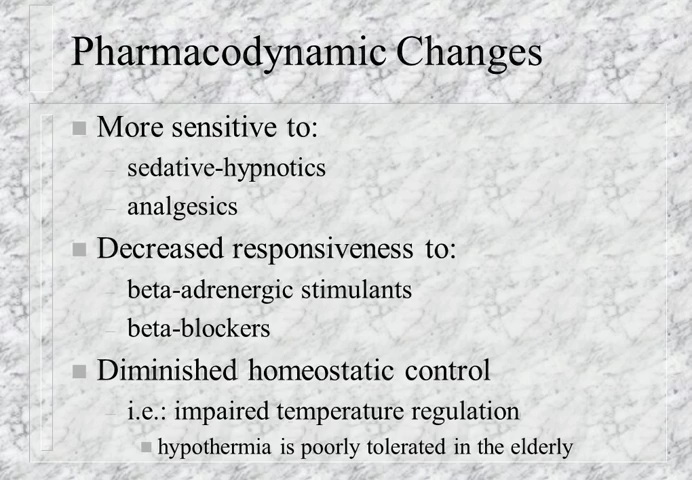 Pharmacodynamic Changes
More sensitive to:
sedative-hypnotics
analgesics
Decreased responsiveness to:
beta-adrenergic stimulants
beta-blockers
Diminished homeostatic control
i.e.: impaired temperature regulation
hypothermia is poorly tolerated in the elderly